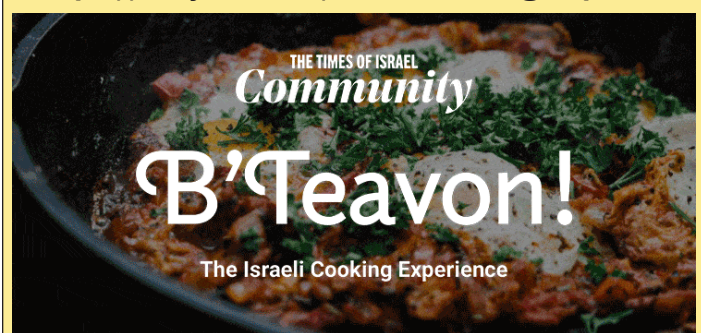 THE TIMES OF ISRAEL
Community
B'Teavon!
The Israeli Cooking Experience